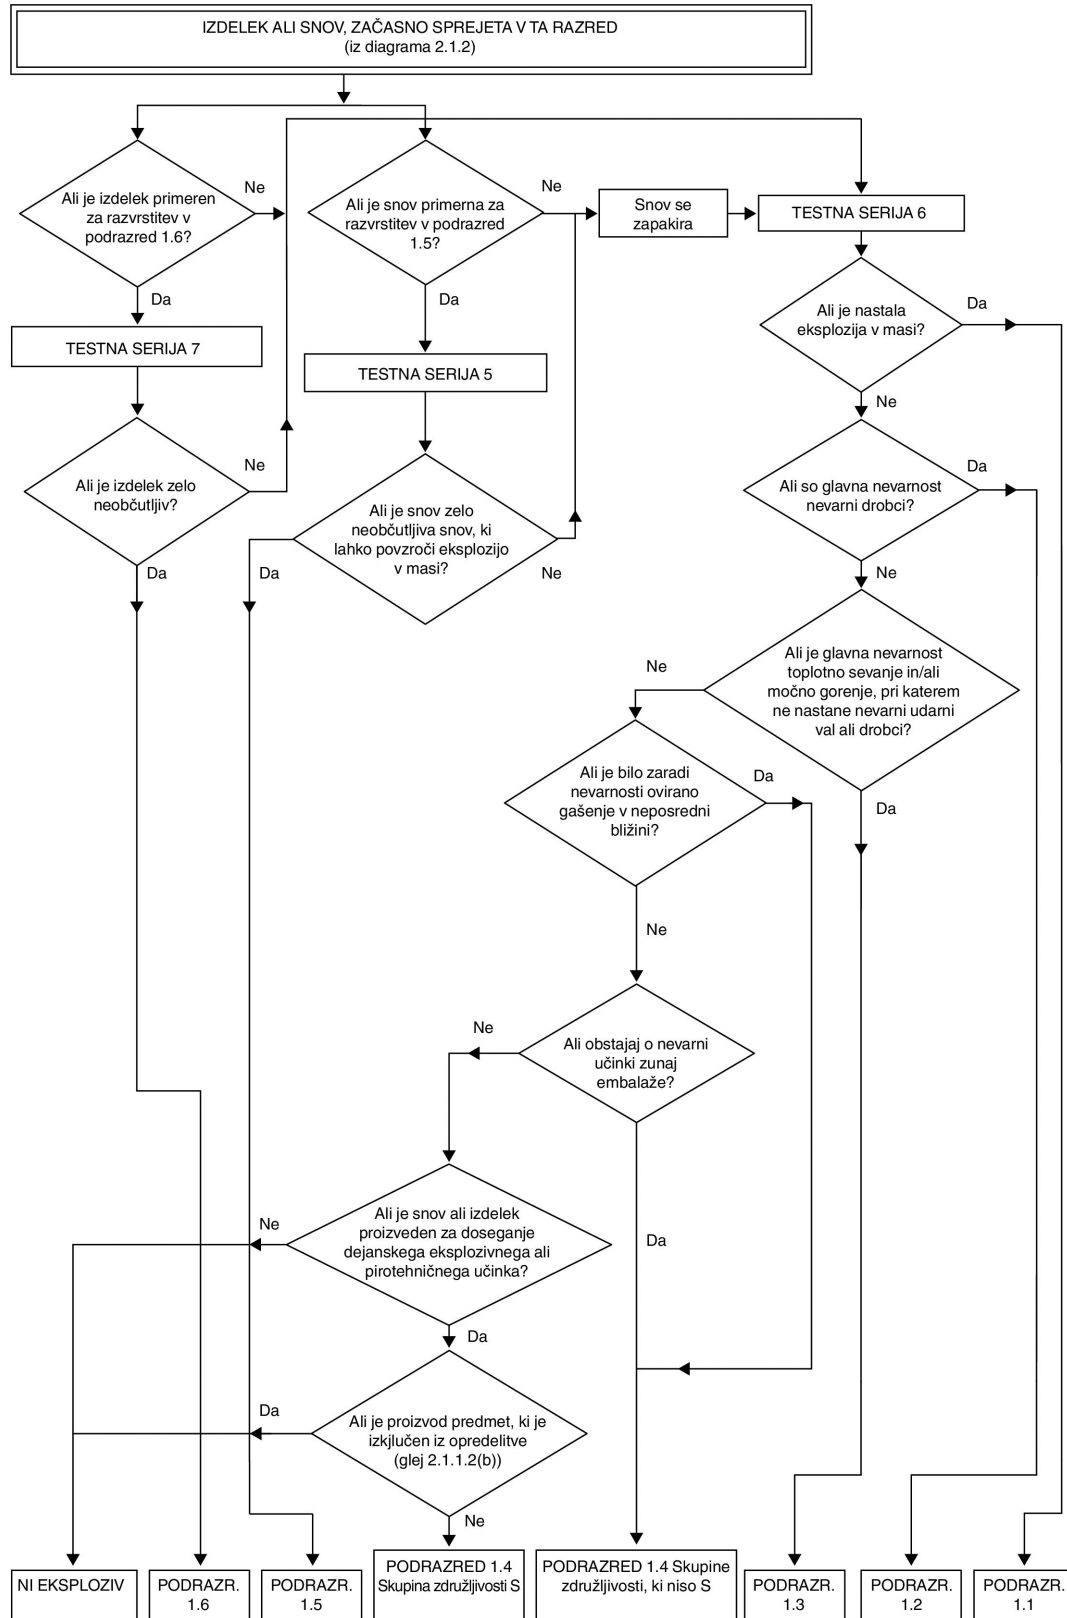 IZDELEK ALI SNOV, ZAČASNO SPREJETA V TA RAZRED
(iz diagrama 2.1.2)
Ali je izdelek primeren
za razvrstitev v
podrazred 1.6?
Ne
Da
Ali je snov primerna za
razvrstitev v podrazred
1.5?
Ne
Da
Snov se
zapakira
TESTNA SERIJA 6
Ali je nastala
eksplozija v masi?
Da
Ne
TESTNA SERIJA 7
TESTNA SERIJA 5
Ali je izdelek zelo
neobčutljiv?
Ne
Da
Ali je snov zelo
neobčutljiva snov, ki
lahko povzroči eksplozijo
v masi?
Da
Ne
Ali so glavna nevarnost
nevarni drobci?
Da
Ne
Ali je glavna nevarnost
toplotno sevanje in/ali
močno gorenje, pri katerem
ne nastane nevarni udarni
val ali drobci?
Ne
Da
Ali je bilo zaradi
nevarnosti ovirano
gašenje v neposredni
bližini?
Da
Ne
Ali obstajaj o nevarni
učinki zunaj
embalaže?
Ne
Da
Ali je snov ali izdelek
proizveden za doseganje
dejanskega eksplozivnega ali
pirotehničnega učinka?
Ne
Da
Ali je proizvod predmet, ki je
izkjlučen iz opredelitve
(glej 2.1.1.2(b))
Da
Ne
NI EKSPLOZIV
PODRAZR.
1.6
PODRAZR.
1.5
PODRAZRED 1.4
Skupina združljivosti S
PODRAZRED 1.4 Skupine
združljivosti, ki niso S
PODRAZR.
1.3
PODRAZR.
1.2
PODRAZR.
1.1